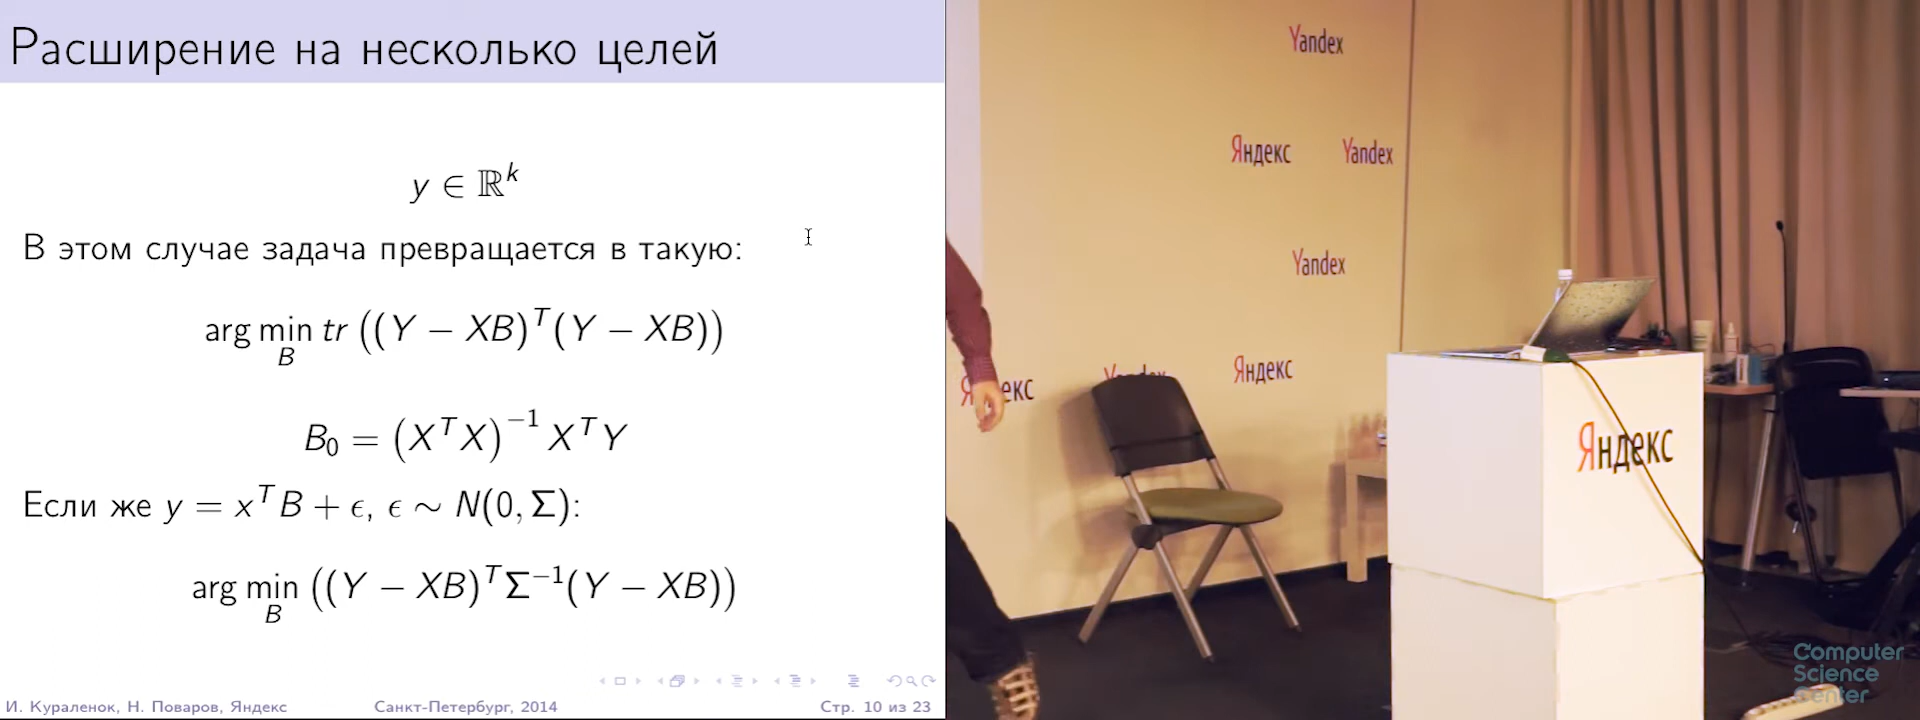 Расширение на несколько целей
y ∈ ℝ^k
В этом случае задача превращается в такую:
arg min_B tr ((Y − XB)^T (Y − XB))
B_0 = (X^T X)^{−1} X^T Y
Если же y = x^T B + ϵ, ϵ ∼ N(0, Σ):
arg min_B ((Y − XB)^T Σ^{−1} (Y − XB))
И. Кураленок, Н. Поваров, Яндекс Санкт-Петербург, 2014 Стр. 10 из 23
Yandex
Яндекс Yandex
Yandex
Яндекс
Yandex
Я екс
Яндекс
Computer
Science
Center